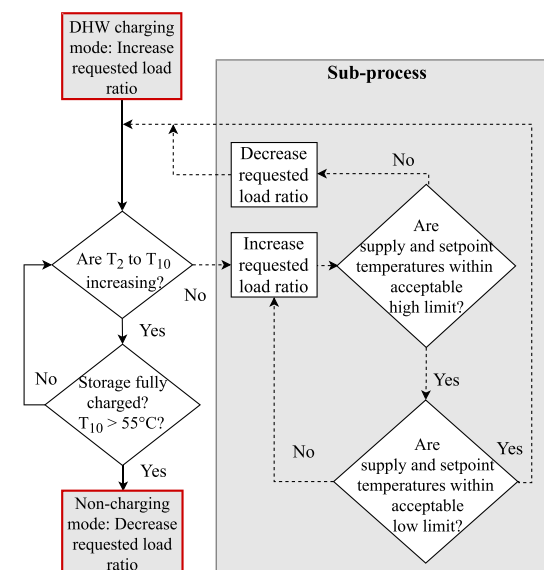 DHW charging
mode: Increase
requested load
ratio
Sub-process
Decrease
requested
load ratio
No
Are T2 to T10
increasing?
No
Increase
requested
load ratio
Are
supply and setpoint
temperatures within
acceptable
high limit?
Yes
No
Storage fully
charged?
T10 > 55°C?
Yes
Yes
No
Are
supply and setpoint
temperatures within
acceptable
low limit?
Yes
Non-charging
mode: Decrease
requested load
ratio